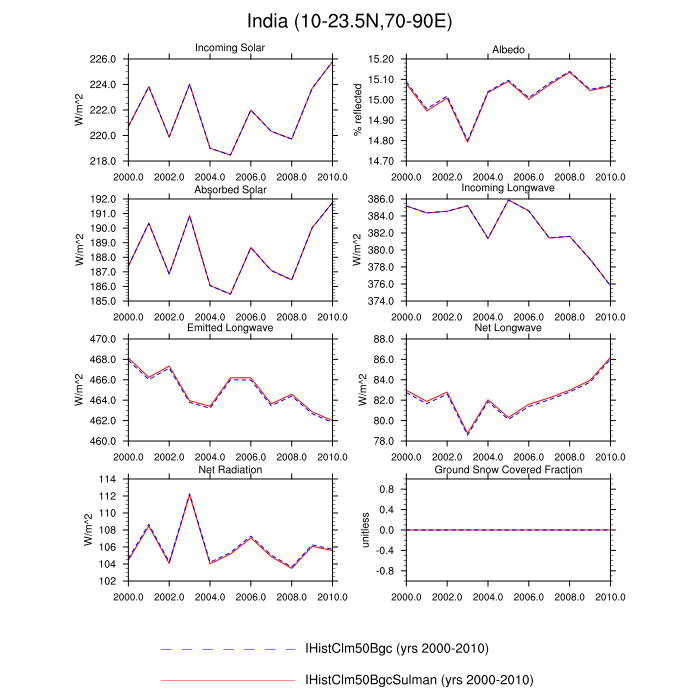 India (10-23.5N,70-90E)
Incoming Solar
Albedo
226.0
224.0
222.0
220.0
218.0
W/m^2
2000.0 2002.0 2004.0 2006.0 2008.0 2010.0
15.20
15.00
14.80
14.80
14.70
% reflected
2000.0 2002.0 2004.0 2006.0 2008.0 2010.0
Absorbed Solar
Incoming Longwave
192.0
191.0
190.0
189.0
188.0
187.0
186.0
185.0
W/m^2
2000.0 2002.0 2004.0 2006.0 2008.0 2010.0
386.0
384.0
382.0
380.0
378.0
376.0
374.0
W/m^2
2000.0 2002.0 2004.0 2006.0 2008.0 2010.0
Emitted Longwave
Net Longwave
470.0
468.0
466.0
464.0
462.0
460.0
W/m^2
2000.0 2002.0 2004.0 2006.0 2008.0 2010.0
88.0
86.0
84.0
82.0
80.0
78.0
W/m^2
2000.0 2002.0 2004.0 2006.0 2008.0 2010.0
Net Radiation
Ground Snow Covered Fraction
114
112
110
108
106
104
102
W/m^2
2000.0 2002.0 2004.0 2006.0 2008.0 2010.0
0.8
0.4
0.0
-0.4
-0.8
unitless
2000.0 2002.0 2004.0 2006.0 2008.0 2010.0
IHistClm50Bgc (yrs 2000-2010)
IHistClm50BgcSulman (yrs 2000-2010)